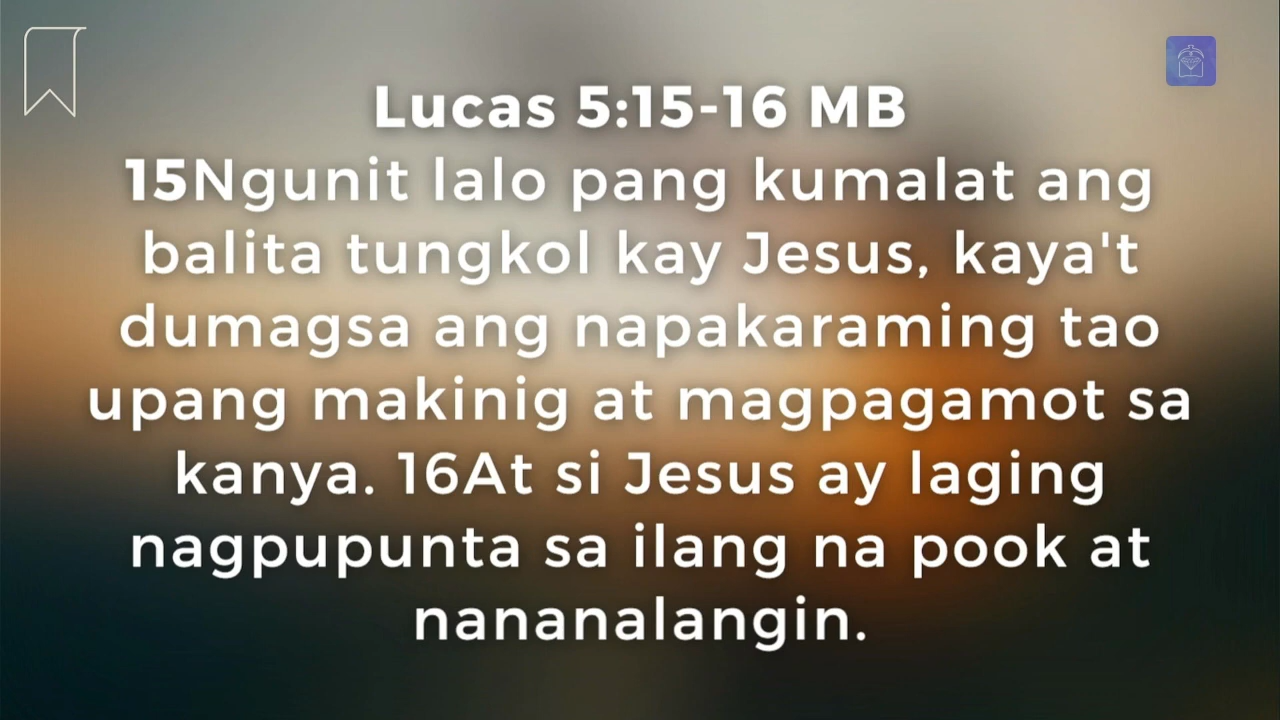 Lucas 5:15-16 MB
15Ngunit lalo pang kumalat ang
balita tungkol kay Jesus, kaya't
dumagsa ang napakaraming tao
upang makinig at magpagamot sa
kanya. 16At si Jesus ay laging
nagpupunta sa ilang na pook at
nananalangin.